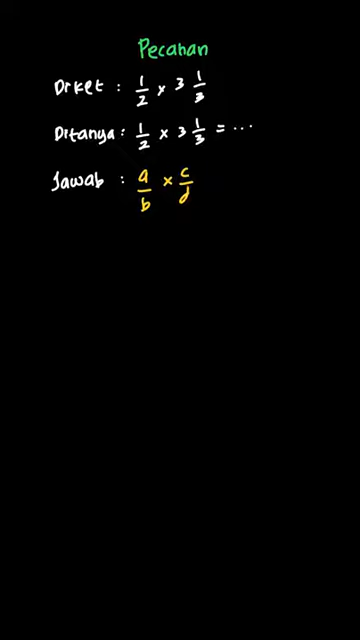 Pecahan
Diket : 1/2 × 3 1/3
Ditanya : 1/2 × 3 1/3 = ...
Jawab : a/b × c/d